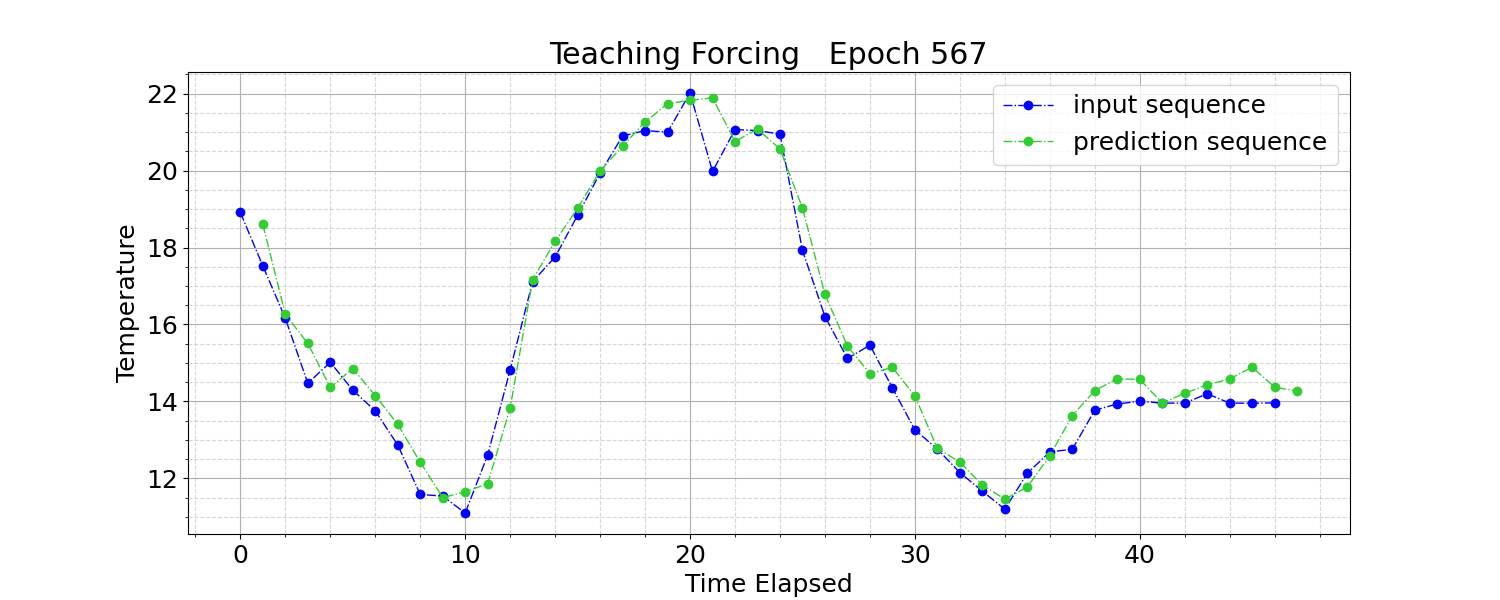 Teaching Forcing   Epoch 567
22
20
18
16
14
12
Temperature
input sequence
prediction sequence
0 10 20 30 40
Time Elapsed